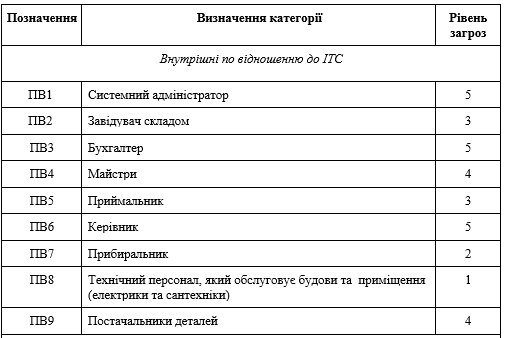 Позначення Визначення категорії Рівень загроз
Внутрішні по відношенню до ІТС
ПВ1 Системний адміністратор 5
ПВ2 Завідувач складом 3
ПВ3 Бухгалтер 5
ПВ4 Майстри 4
ПВ5 Приймальник 3
ПВ6 Керівник 5
ПВ7 Прибиральник 2
ПВ8 Технічний персонал, який обслуговує будови та приміщення 1
(електрики та сантехніки)
ПВ9 Постачальники деталей 4